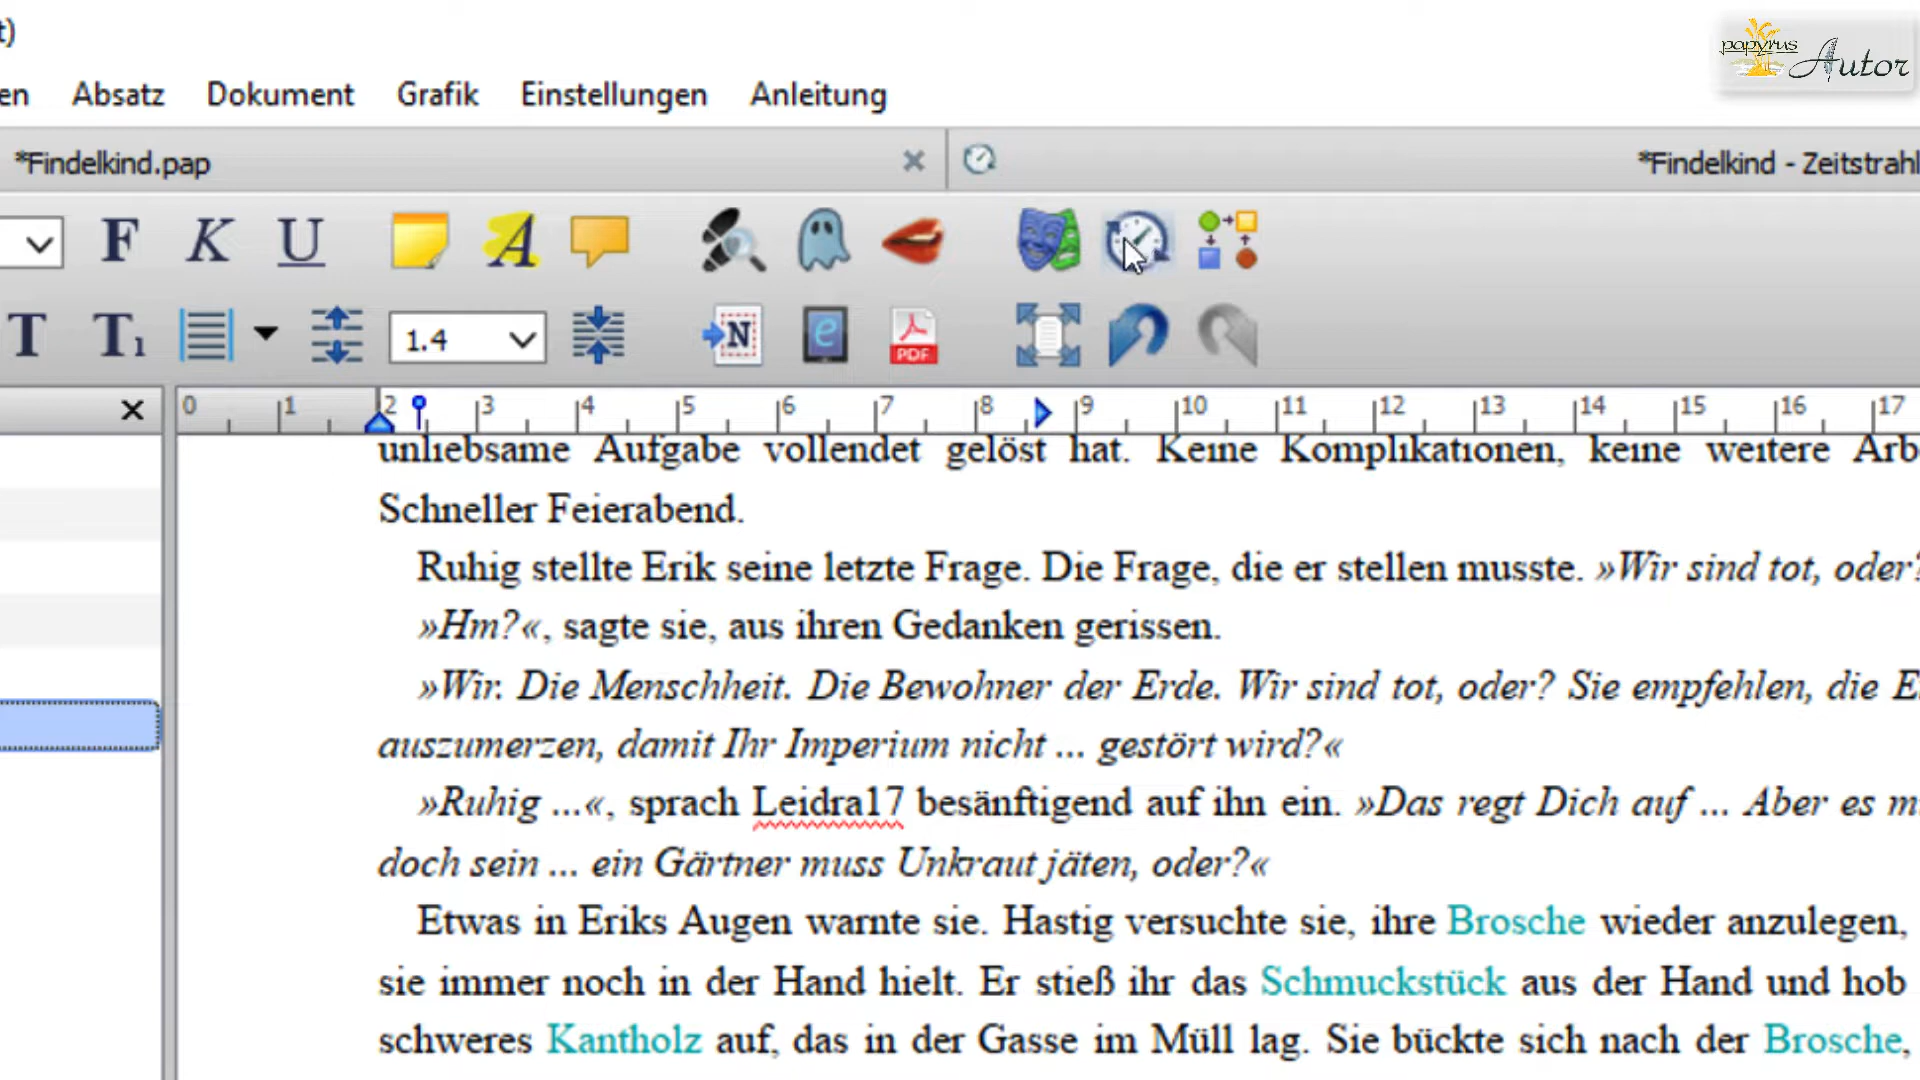 t)
en Absatz Dokument Grafik Einstellungen Anleitung
papyrus Autor
*Findelkind.pap
*Findelkind - Zeitstrahl
F K U A
T T1 1.4 N e PDF
0 1 2 3 4 5 6 7 8 9 10 11 12 13 14 15 16 17
unliebsame Aufgabe vollendet gelöst hat. Keine Komplikationen, keine weitere Arb
Schneller Feierabend.
Ruhig stellte Erik seine letzte Frage. Die Frage, die er stellen musste. »Wir sind tot, oder?
»Hm?«, sagte sie, aus ihren Gedanken gerissen.
»Wir. Die Menschheit. Die Bewohner der Erde. Wir sind tot, oder? Sie empfehlen, die E
auszumerzen, damit Ihr Imperium nicht ... gestört wird?«
»Ruhig ...«, sprach Leidra17 besänftigend auf ihn ein. »Das regt Dich auf ... Aber es m
doch sein ... ein Gärtner muss Unkraut jäten, oder?«
Etwas in Eriks Augen warnte sie. Hastig versuchte sie, ihre Brosche wieder anzulegen,
sie immer noch in der Hand hielt. Er stieß ihr das Schmuckstück aus der Hand und hob
schweres Kantholz auf, das in der Gasse im Müll lag. Sie bückte sich nach der Brosche,